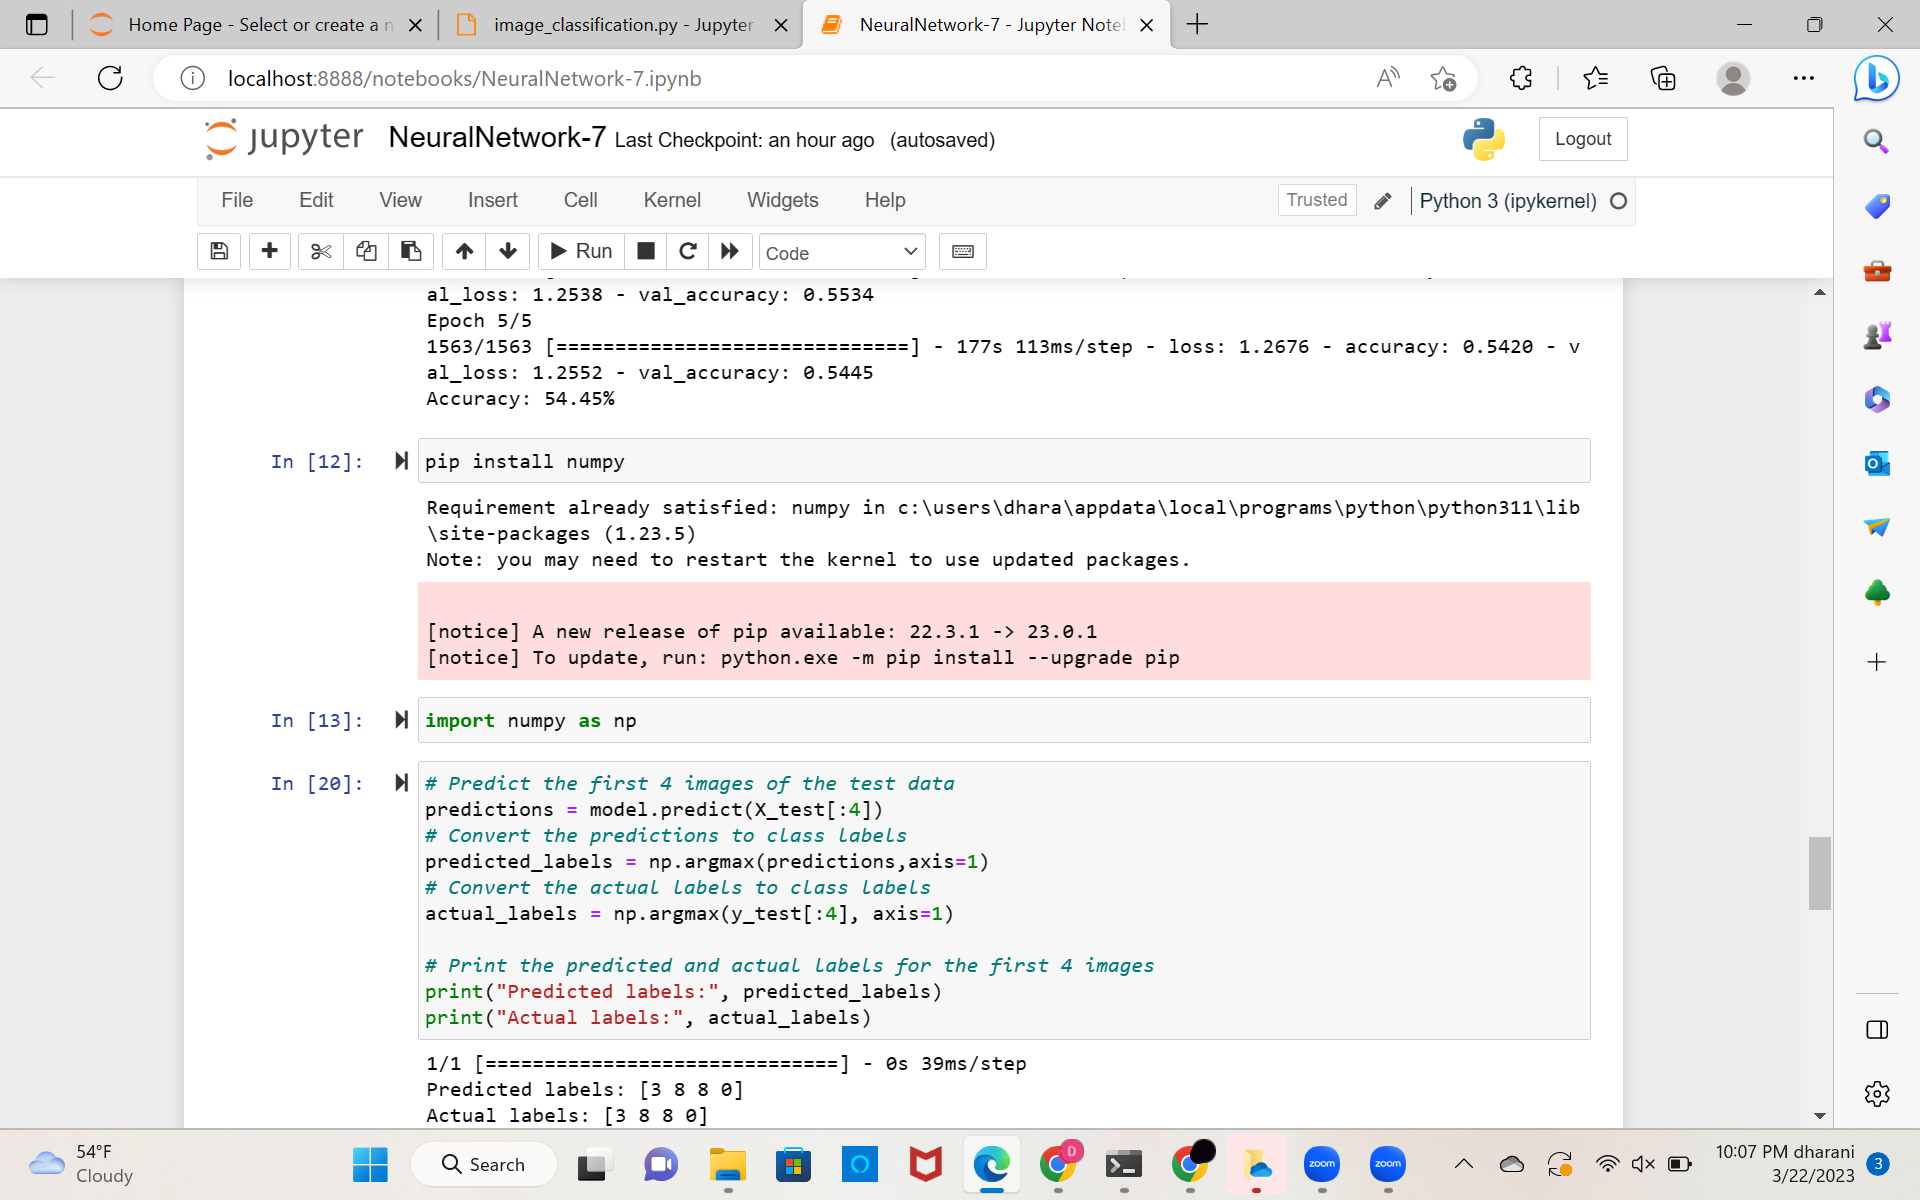 Home Page - Select or create a n
image_classification.py - Jupyter
NeuralNetwork-7 - Jupyter Note
localhost:8888/notebooks/NeuralNetwork-7.ipynb
jupyter NeuralNetwork-7 Last Checkpoint: an hour ago (autosaved)
Logout
File Edit View Insert Cell Kernel Widgets Help
Trusted
Python 3 (ipykernel)
Run
Code
al_loss: 1.2538 - val_accuracy: 0.5534
Epoch 5/5
1563/1563 [==============================] - 177s 113ms/step - loss: 1.2676 - accuracy: 0.5420 - v
al_loss: 1.2552 - val_accuracy: 0.5445
Accuracy: 54.45%
In [12]: pip install numpy
Requirement already satisfied: numpy in c:\users\dhara\appdata\local\programs\python\python311\lib
\site-packages (1.23.5)
Note: you may need to restart the kernel to use updated packages.
[notice] A new release of pip available: 22.3.1 -> 23.0.1
[notice] To update, run: python.exe -m pip install --upgrade pip
In [13]: import numpy as np
In [20]: # Predict the first 4 images of the test data
predictions = model.predict(X_test[:4])
# Convert the predictions to class labels
predicted_labels = np.argmax(predictions,axis=1)
# Convert the actual labels to class labels
actual_labels = np.argmax(y_test[:4], axis=1)
# Print the predicted and actual labels for the first 4 images
print("Predicted labels:", predicted_labels)
print("Actual labels:", actual_labels)
1/1 [==============================] - 0s 39ms/step
Predicted labels: [3 8 8 0]
Actual labels: [3 8 8 0]
54°F
Cloudy
Search
D
zoom
zoom
10:07 PM dharani
3/22/2023
3